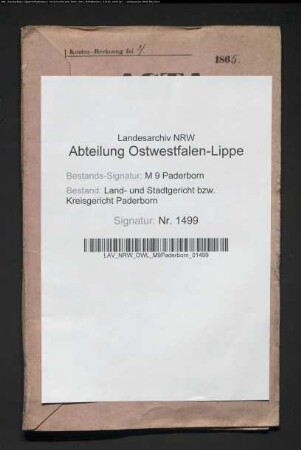 Kosten-Rechnung fol. 4.
1865.
ACTA
Landesarchiv NRW
Abteilung Ostwestfalen-Lippe
Bestands-Signatur: M 9 Paderborn
Bestand: Land- und Stadtgericht bzw.
Kreisgericht Paderborn
Signatur: Nr. 1499
LAV_NRW_OWL_M9Paderborn_01499